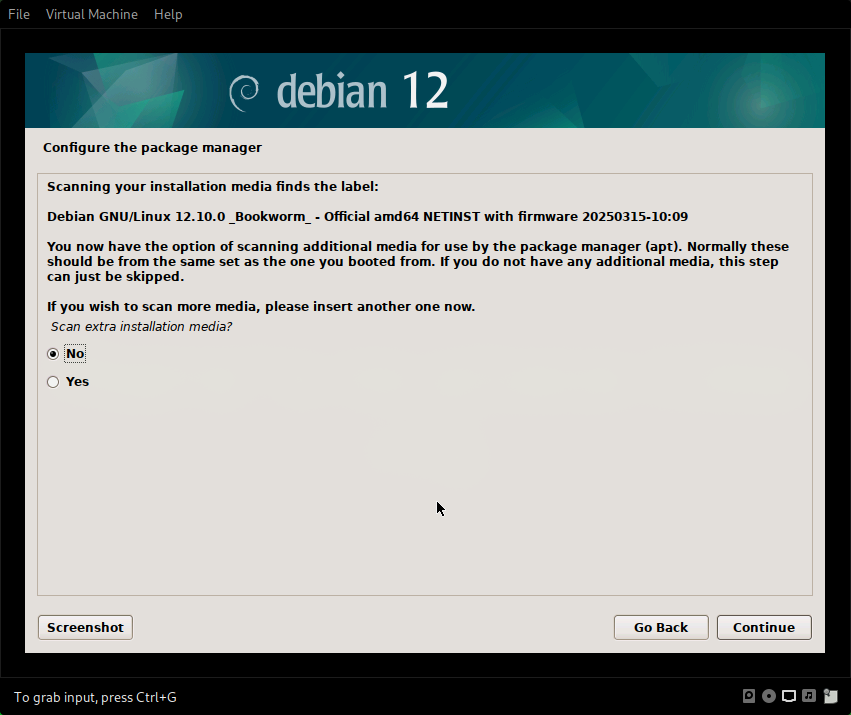 File Virtual Machine Help
debian 12
Configure the package manager
Scanning your installation media finds the label:
Debian GNU/Linux 12.10.0 _Bookworm_ - Official amd64 NETINST with firmware 20250315-10:09
You now have the option of scanning additional media for use by the package manager (apt). Normally these
should be from the same set as the one you booted from. If you do not have any additional media, this step
can just be skipped.
If you wish to scan more media, please insert another one now.
Scan extra installation media?
No
Yes
Screenshot Go Back Continue
To grab input, press Ctrl+G